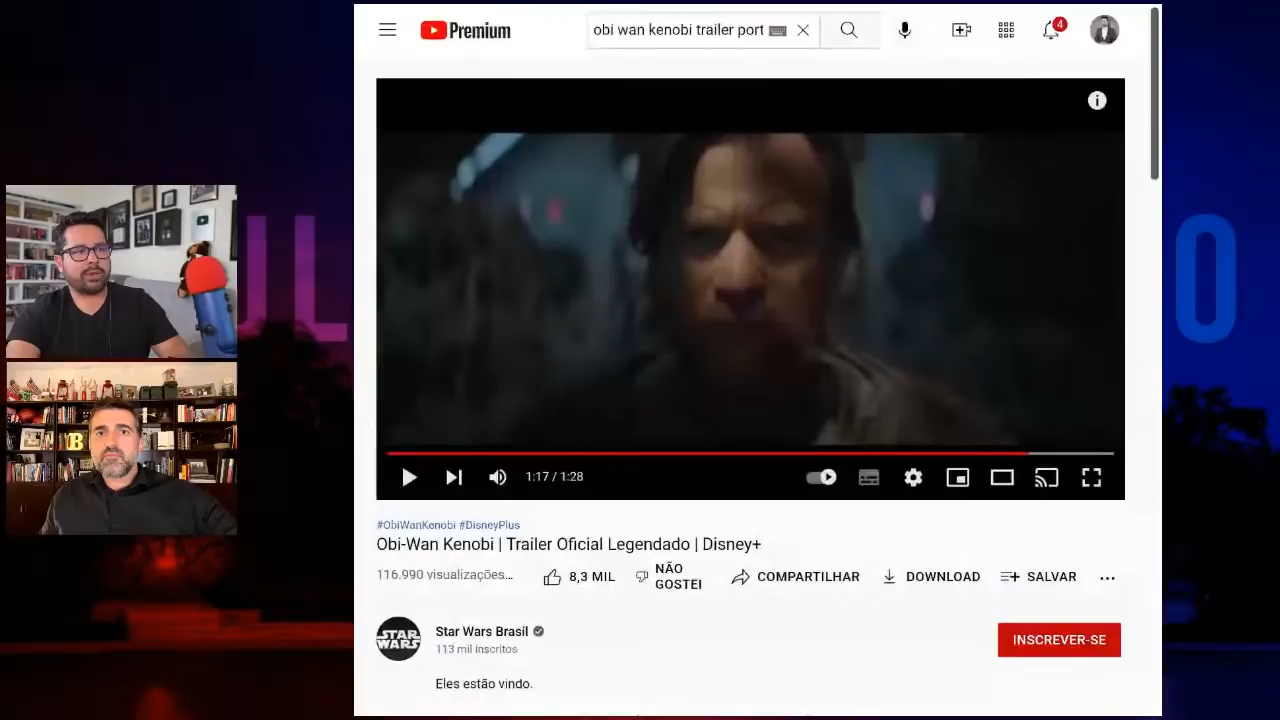 Premium
obi wan kenobi trailer port
4
1:17 / 1:28
#ObiWanKenobi #DisneyPlus
Obi-Wan Kenobi | Trailer Oficial Legendado | Disney+
116.990 visualizações...
8,3 MIL
NÃO
GOSTEI
COMPARTILHAR
DOWNLOAD
SALVAR
STAR
WARS
Star Wars Brasil
113 mil inscritos
INSCREVER-SE
Eles estão vindo.
B